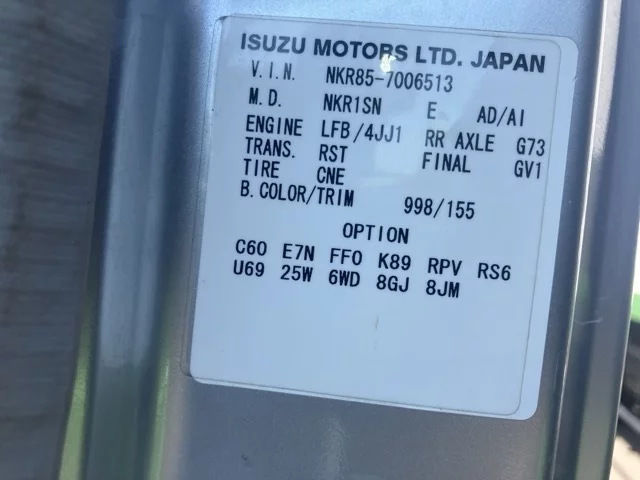 ISUZU MOTORS LTD. JAPAN
V.I.N. NKR85-7006513
M.D. NKR1SN E AD/AI
ENGINE LFB/4JJ1 RR AXLE G73
TRANS. RST FINAL GV1
TIRE CNE
B.COLOR/TRIM 998/155
OPTION
C60 E7N FF0 K89 RPV RS6
U69 25W 6WD 8GJ 8JM